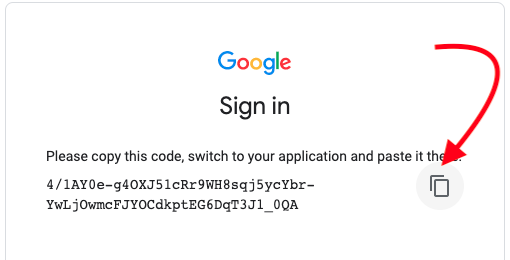 Google
Sign in
Please copy this code, switch to your application and paste it there.
4/1AY0e-g4OXJ51cRr9WH8sqj5ycYbr-
YwLjOwmcFJYOCdkptEG6DqT3J1_0QA